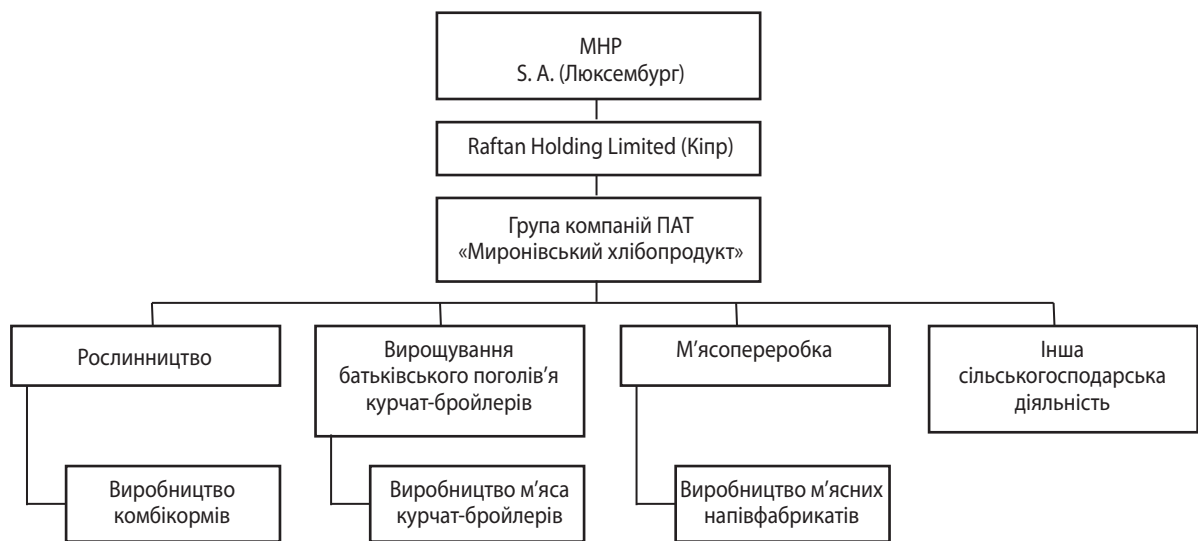 МНР
S. A. (Люксембург)
Raftan Holding Limited (Кіпр)
Група компаній ПАТ
«Миронівський хлібопродукт»
Рослинництво
Вирощування
батьківського поголів’я
курчат-бройлерів
М’ясопереробка
Інша
сільськогосподарська
діяльність
Виробництво
комбікормів
Виробництво м’яса
курчат-бройлерів
Виробництво м’ясних
напівфабрикатів